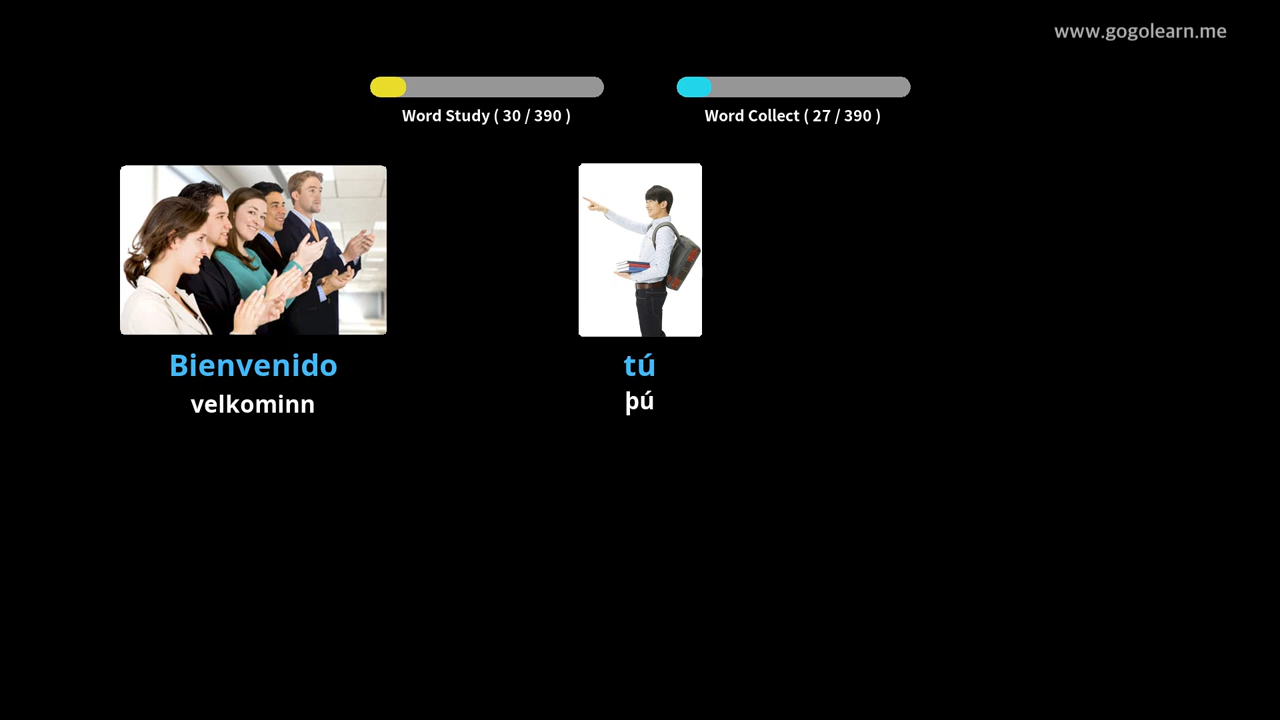 www.gogolearn.me
Word Study ( 30 / 390 )
Word Collect ( 27 / 390 )
Bienvenido
velkominn
tú
þú